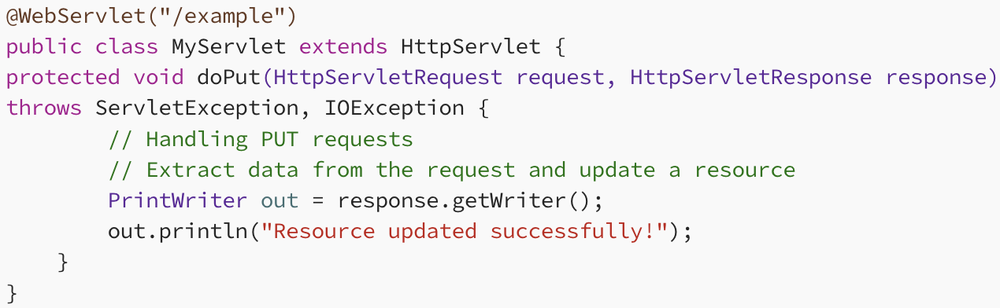 @WebServlet("/example")
public class MyServlet extends HttpServlet {
protected void doPut(HttpServletRequest request, HttpServletResponse response)
throws ServletException, IOException {
        // Handling PUT requests
        // Extract data from the request and update a resource
        PrintWriter out = response.getWriter();
        out.println("Resource updated successfully!");
    }
}